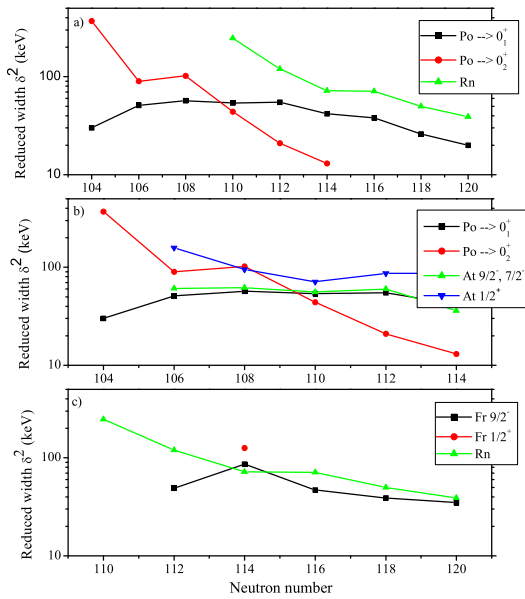 a)
Reduced width δ² (keV)
100
10
104 106 108 110 112 114 116 118 120
Po --> 0₁⁺
Po --> 0₂⁺
Rn
b)
Reduced width δ² (keV)
100
10
104 106 108 110 112 114
Po --> 0₁⁺
Po --> 0₂⁺
At 9/2⁻, 7/2⁻
At 1/2⁺
c)
Reduced width δ² (keV)
100
10
110 112 114 116 118 120
Fr 9/2⁻
Fr 1/2⁺
Rn
Neutron number